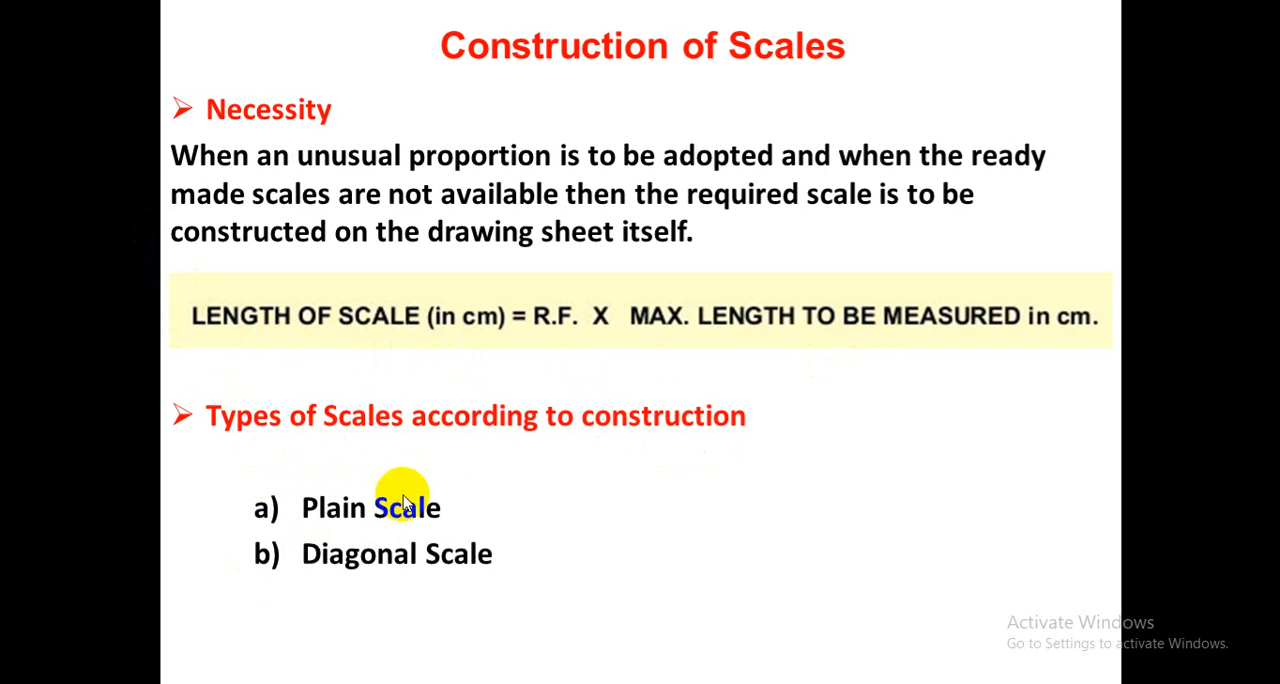 Construction of Scales
Necessity
When an unusual proportion is to be adopted and when the ready
made scales are not available then the required scale is to be
constructed on the drawing sheet itself.
LENGTH OF SCALE (in cm) = R.F. X MAX. LENGTH TO BE MEASURED in cm.
Types of Scales according to construction
a) Plain Scale
b) Diagonal Scale
Activate Windows
Go to Settings to activate Windows.